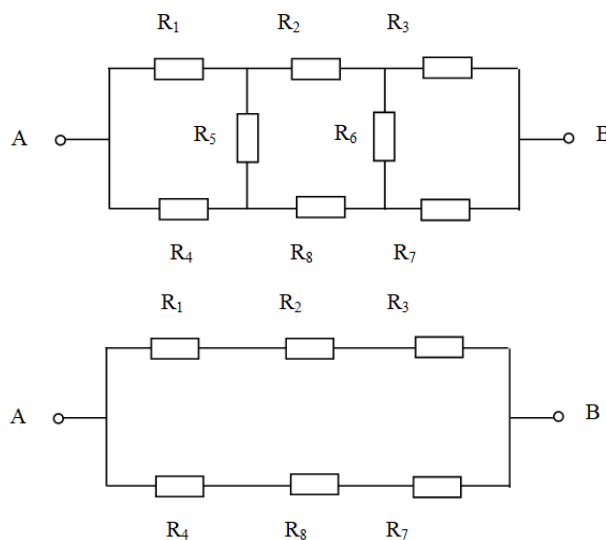 R₁ R₂ R₃
A R₅ R₆ B
R₄ R₈ R₇
R₁ R₂ R₃
A B
R₄ R₈ R₇